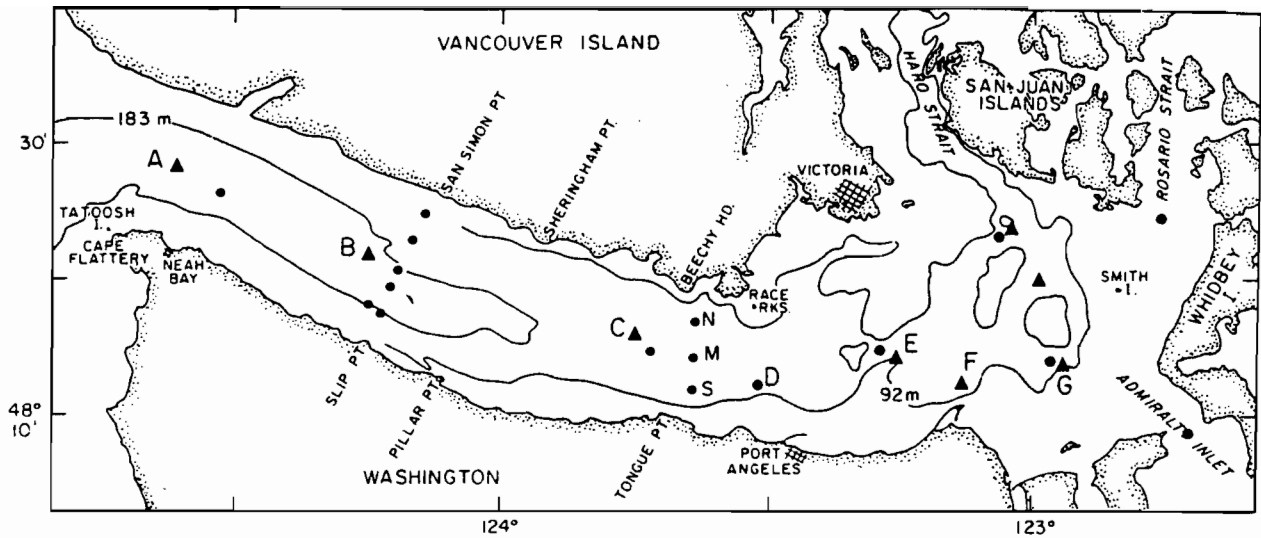 VANCOUVER ISLAND
183 m
30'
A
SAN SIMON PT
SHERINGHAM PT.
HARO STRAIT
SAN JUAN
ISLANDS
ROSARIO STRAIT
VICTORIA
TATOOSH
I.
CAPE
FLATTERY
NEAH
BAY
B
BEECHY HD.
RACE
RKS
SMITH
I.
WHIDBEY
I.
C
N
M
S
D
E
F
G
92m
SLIP PT.
PILLAR PT.
TONGUE PT.
PORT
ANGELES
ADMIRALTY INLET
48°
10'
WASHINGTON
124°
123°